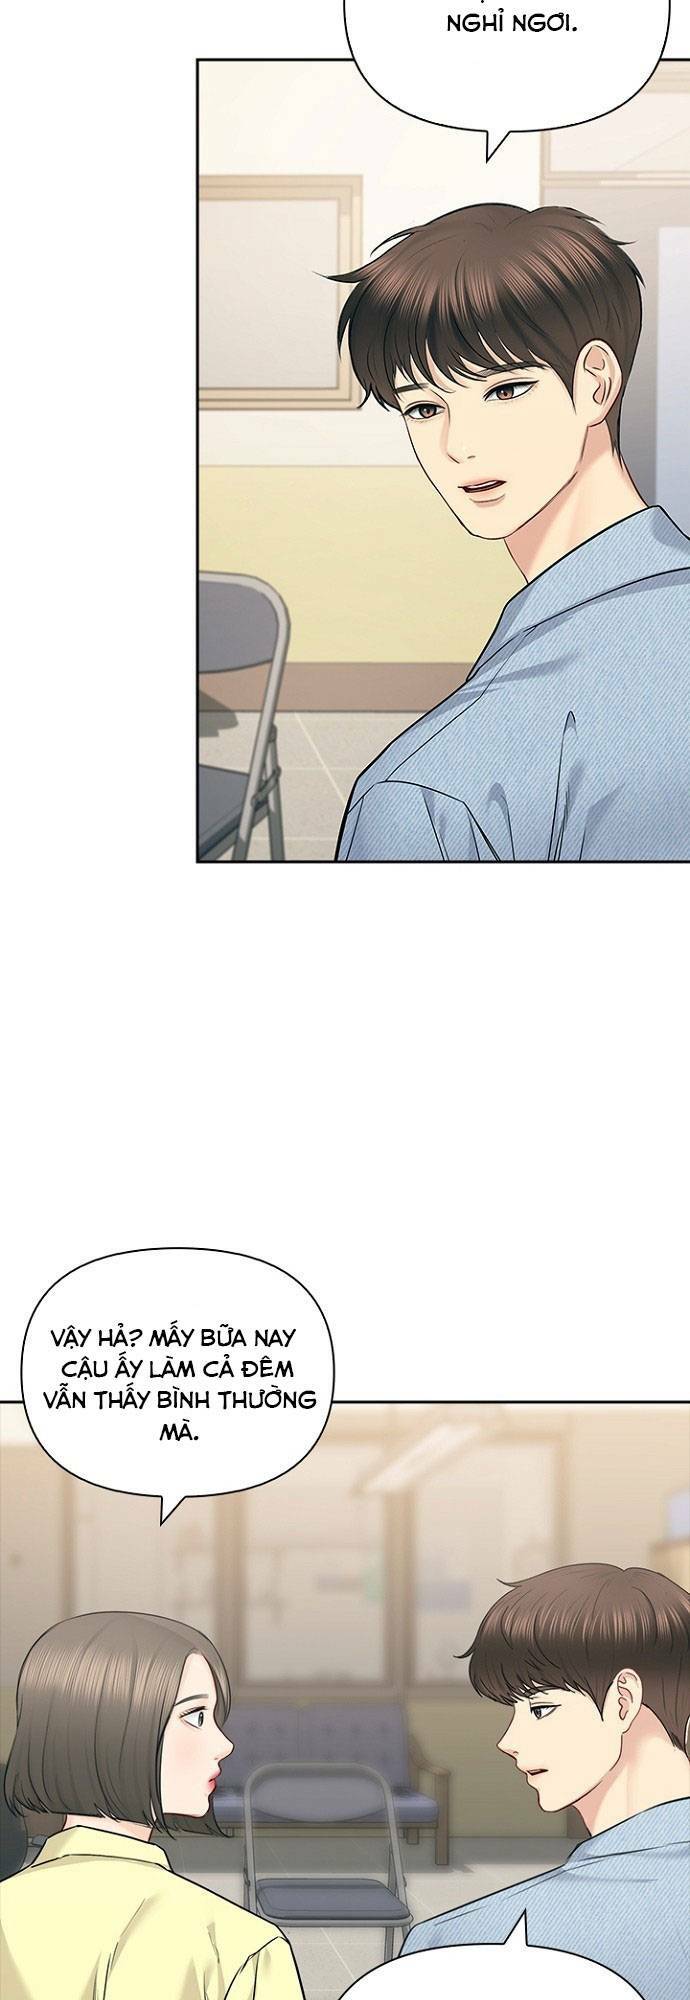 NGHỈ NGƠI.
VẬY HẢ? MẤY BỮA NAY
CẬU ẤY LÀM CẢ ĐÊM
VẪN THẤY BÌNH THƯỜNG
MÀ.